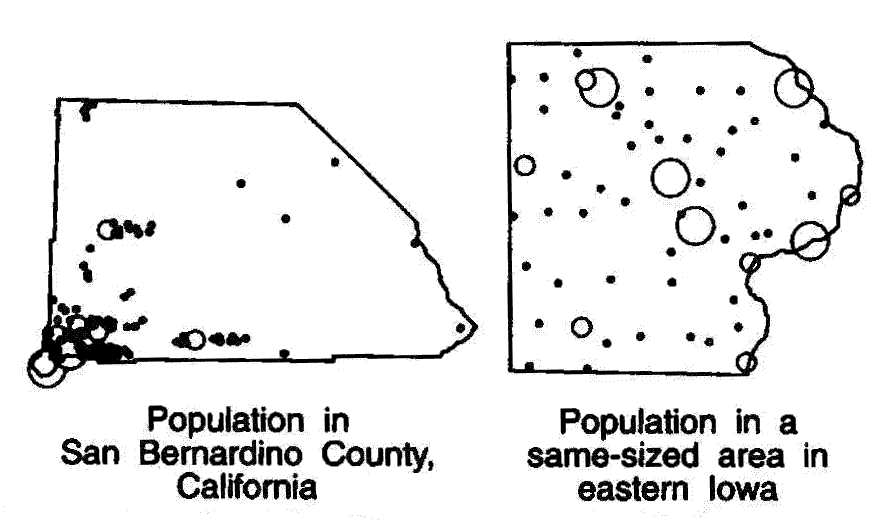 Population in
San Bernardino County,
California
Population in a
same-sized area in
eastern Iowa